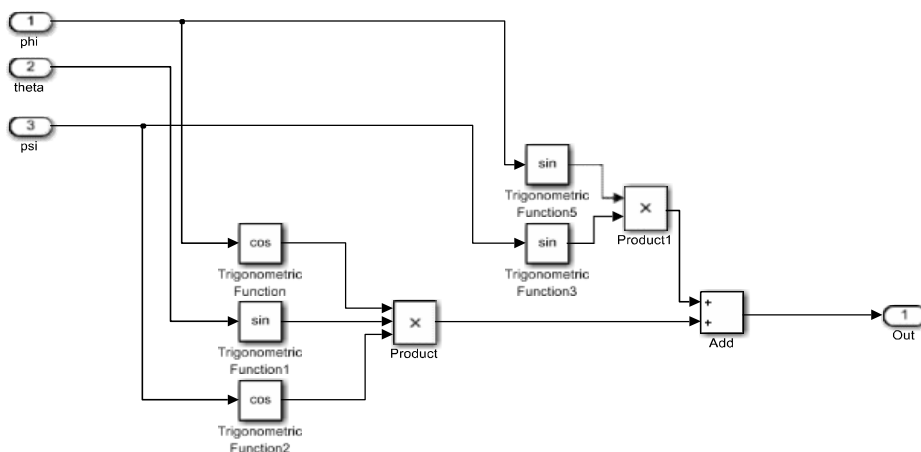 1
phi
2
theta
3
psi
sin
Trigonometric
Function5
×
Product1
sin
Trigonometric
Function3
cos
Trigonometric
Function
sin
Trigonometric
Function1
×
Product
cos
Trigonometric
Function2
+
+
Add
1
Out